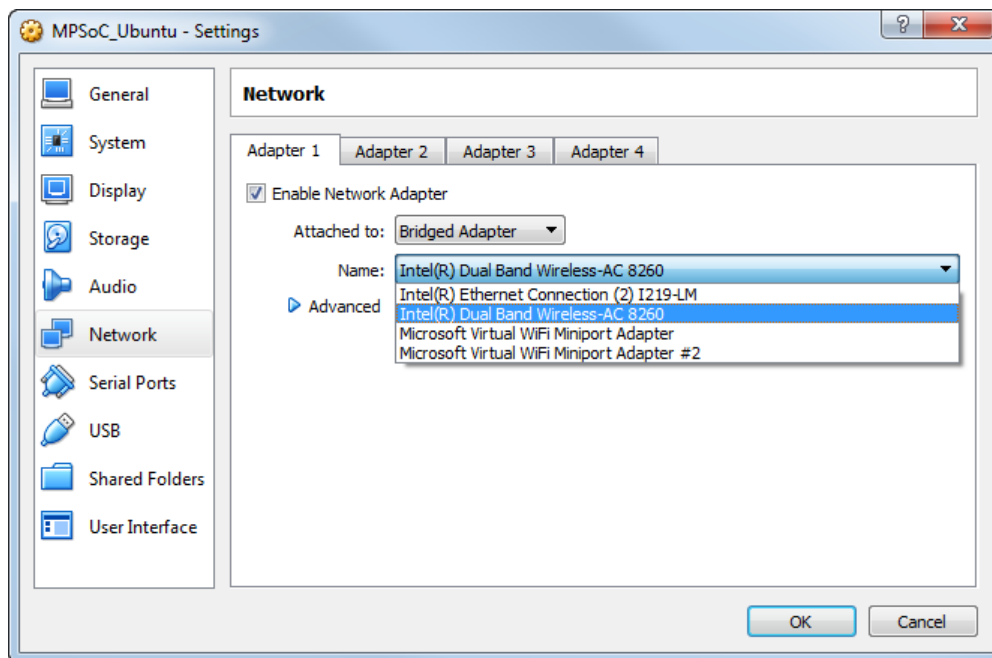 MPSoC_Ubuntu - Settings
?
X
General
System
Display
Storage
Audio
Network
Serial Ports
USB
Shared Folders
User Interface
Network
Adapter 1 Adapter 2 Adapter 3 Adapter 4
Enable Network Adapter
Attached to: Bridged Adapter
Name: Intel(R) Dual Band Wireless-AC 8260
Intel(R) Ethernet Connection (2) I219-LM
Intel(R) Dual Band Wireless-AC 8260
Microsoft Virtual WiFi Miniport Adapter
Microsoft Virtual WiFi Miniport Adapter #2
Advanced
OK Cancel